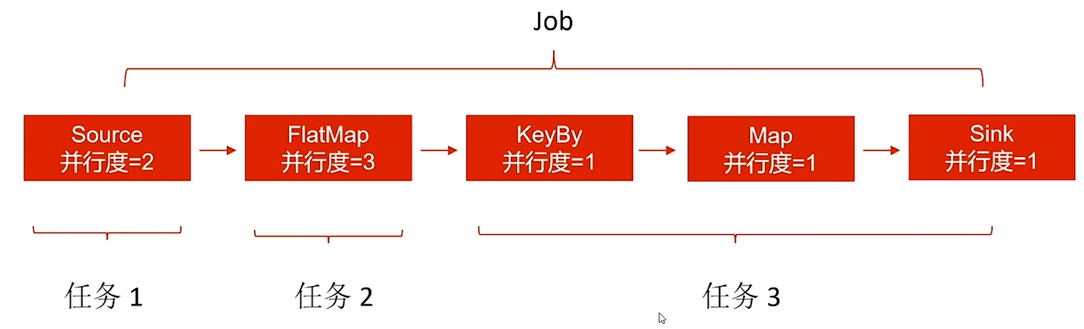 Job
Source
并行度=2
FlatMap
并行度=3
KeyBy
并行度=1
Map
并行度=1
Sink
并行度=1
任务 1
任务 2
任务 3